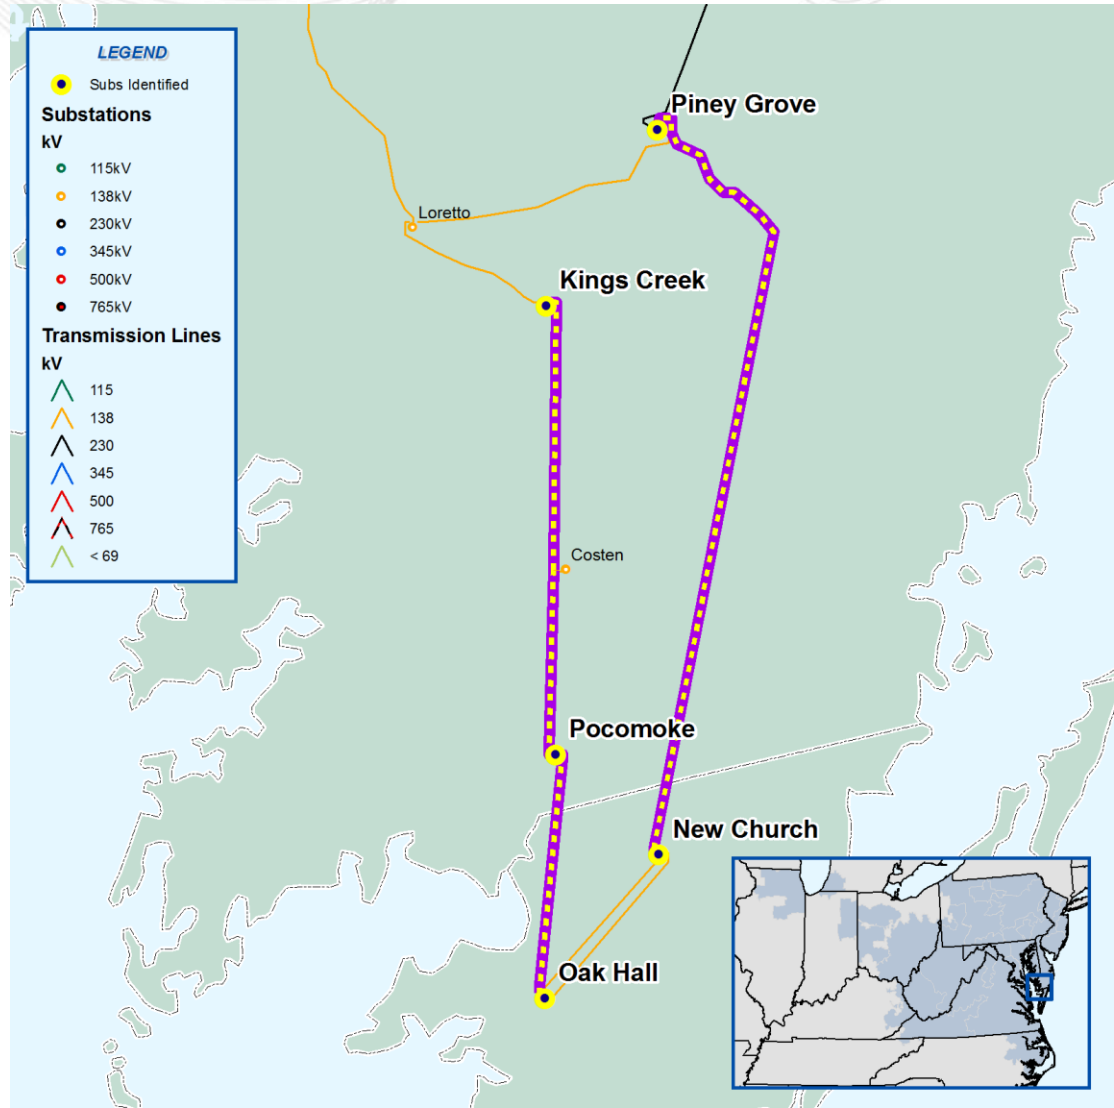 LEGEND
Subs Identified
Substations
kV
115kV
138kV
230kV
345kV
500kV
765kV
Transmission Lines
kV
115
138
230
345
500
765
< 69
Piney Grove
Loretto
Kings Creek
Costen
Pocomoke
New Church
Oak Hall